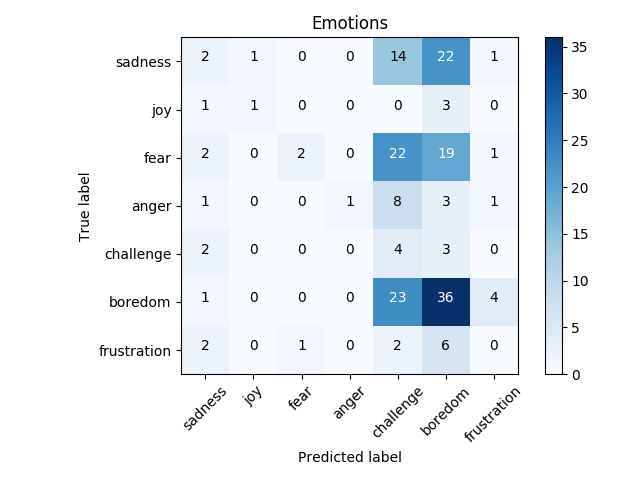 Emotions
sadness 2 1 0 0 14 22 1
joy 1 1 0 0 0 3 0
fear 2 0 2 0 22 19 1
anger 1 0 0 1 8 3 1
challenge 2 0 0 0 4 3 0
boredom 1 0 0 0 23 36 4
frustration 2 0 1 0 2 6 0
True label
sadness joy fear anger challenge boredom frustration
Predicted label
35
30
25
20
15
10
5
0